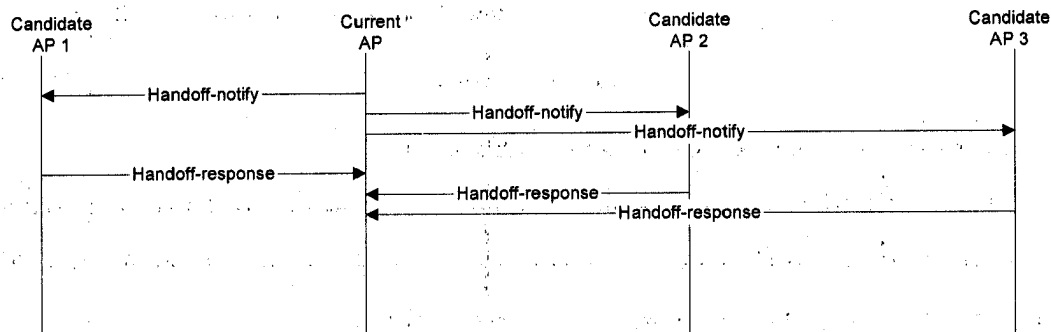 Candidate
AP 1
Current
AP
Candidate
AP 2
Candidate
AP 3
Handoff-notify
Handoff-notify
Handoff-notify
Handoff-response
Handoff-response
Handoff-response